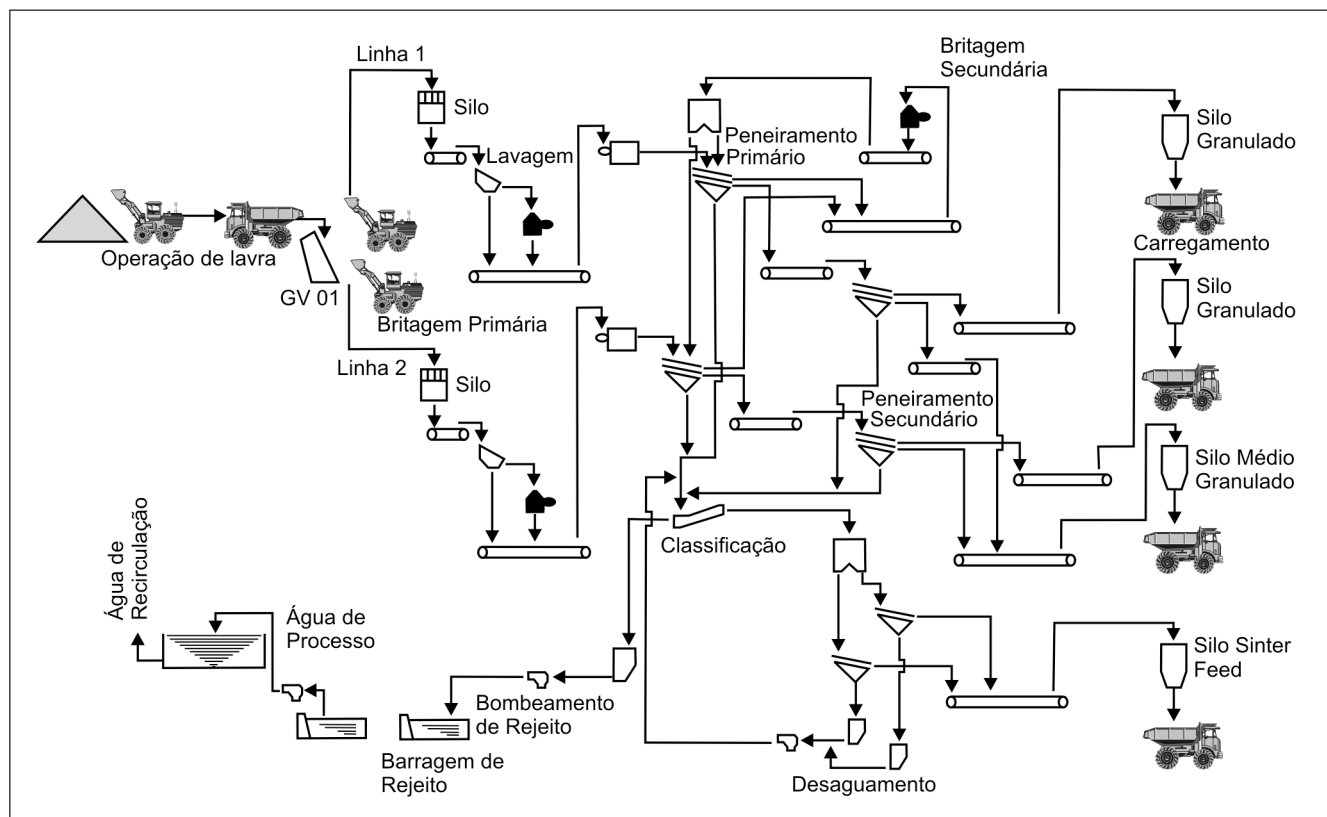 Linha 1
Silo
Lavagem
Britagem
Secundária
Peneiramento
Primário
Silo
Granulado
Carregamento
Operação de lavra
GV 01
Britagem Primária
Silo
Granulado
Linha 2
Silo
Peneiramento
Secundário
Silo Médio
Granulado
Classificação
Água de
Recirculação
Água de
Processo
Silo Sinter
Feed
Bombeamento
de Rejeito
Barragem de
Rejeito
Desaguamento